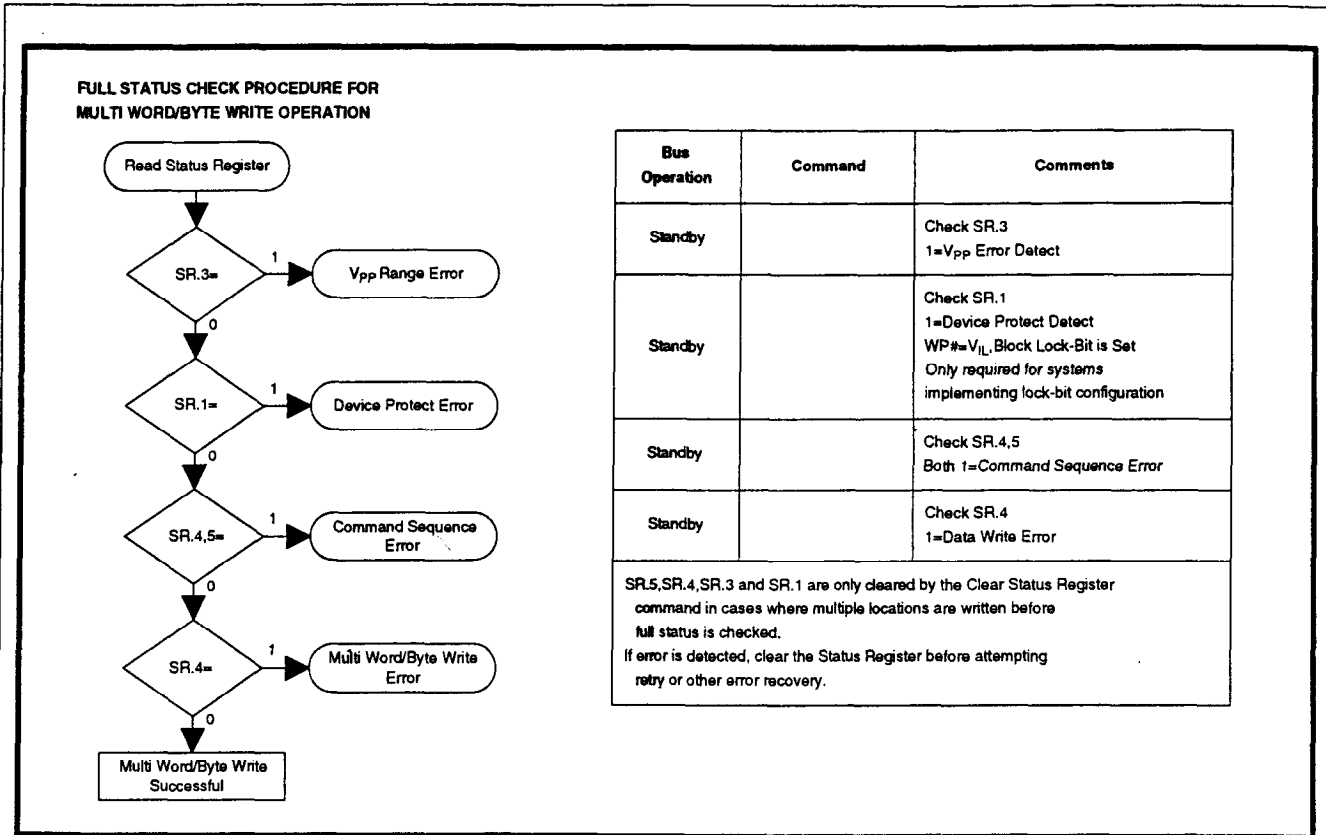 FULL STATUS CHECK PROCEDURE FOR
MULTI WORD/BYTE WRITE OPERATION
Read Status Register
SR.3=
1
VPP Range Error
0
SR.1=
1
Device Protect Error
0
SR.4,5=
1
Command Sequence
Error
0
SR.4=
1
Multi Word/Byte Write
Error
0
Multi Word/Byte Write
Successful
Bus
Operation
Command
Comments
Standby
Check SR.3
1=VPP Error Detect
Standby
Check SR.1
1=Device Protect Detect
WP#=VIL,Block Lock-Bit is Set
Only required for systems
implementing lock-bit configuration
Standby
Check SR.4,5
Both 1=Command Sequence Error
Standby
Check SR.4
1=Data Write Error
SR.5,SR.4,SR.3 and SR.1 are only cleared by the Clear Status Register
command in cases where multiple locations are written before
full status is checked.
If error is detected, clear the Status Register before attempting
retry or other error recovery.